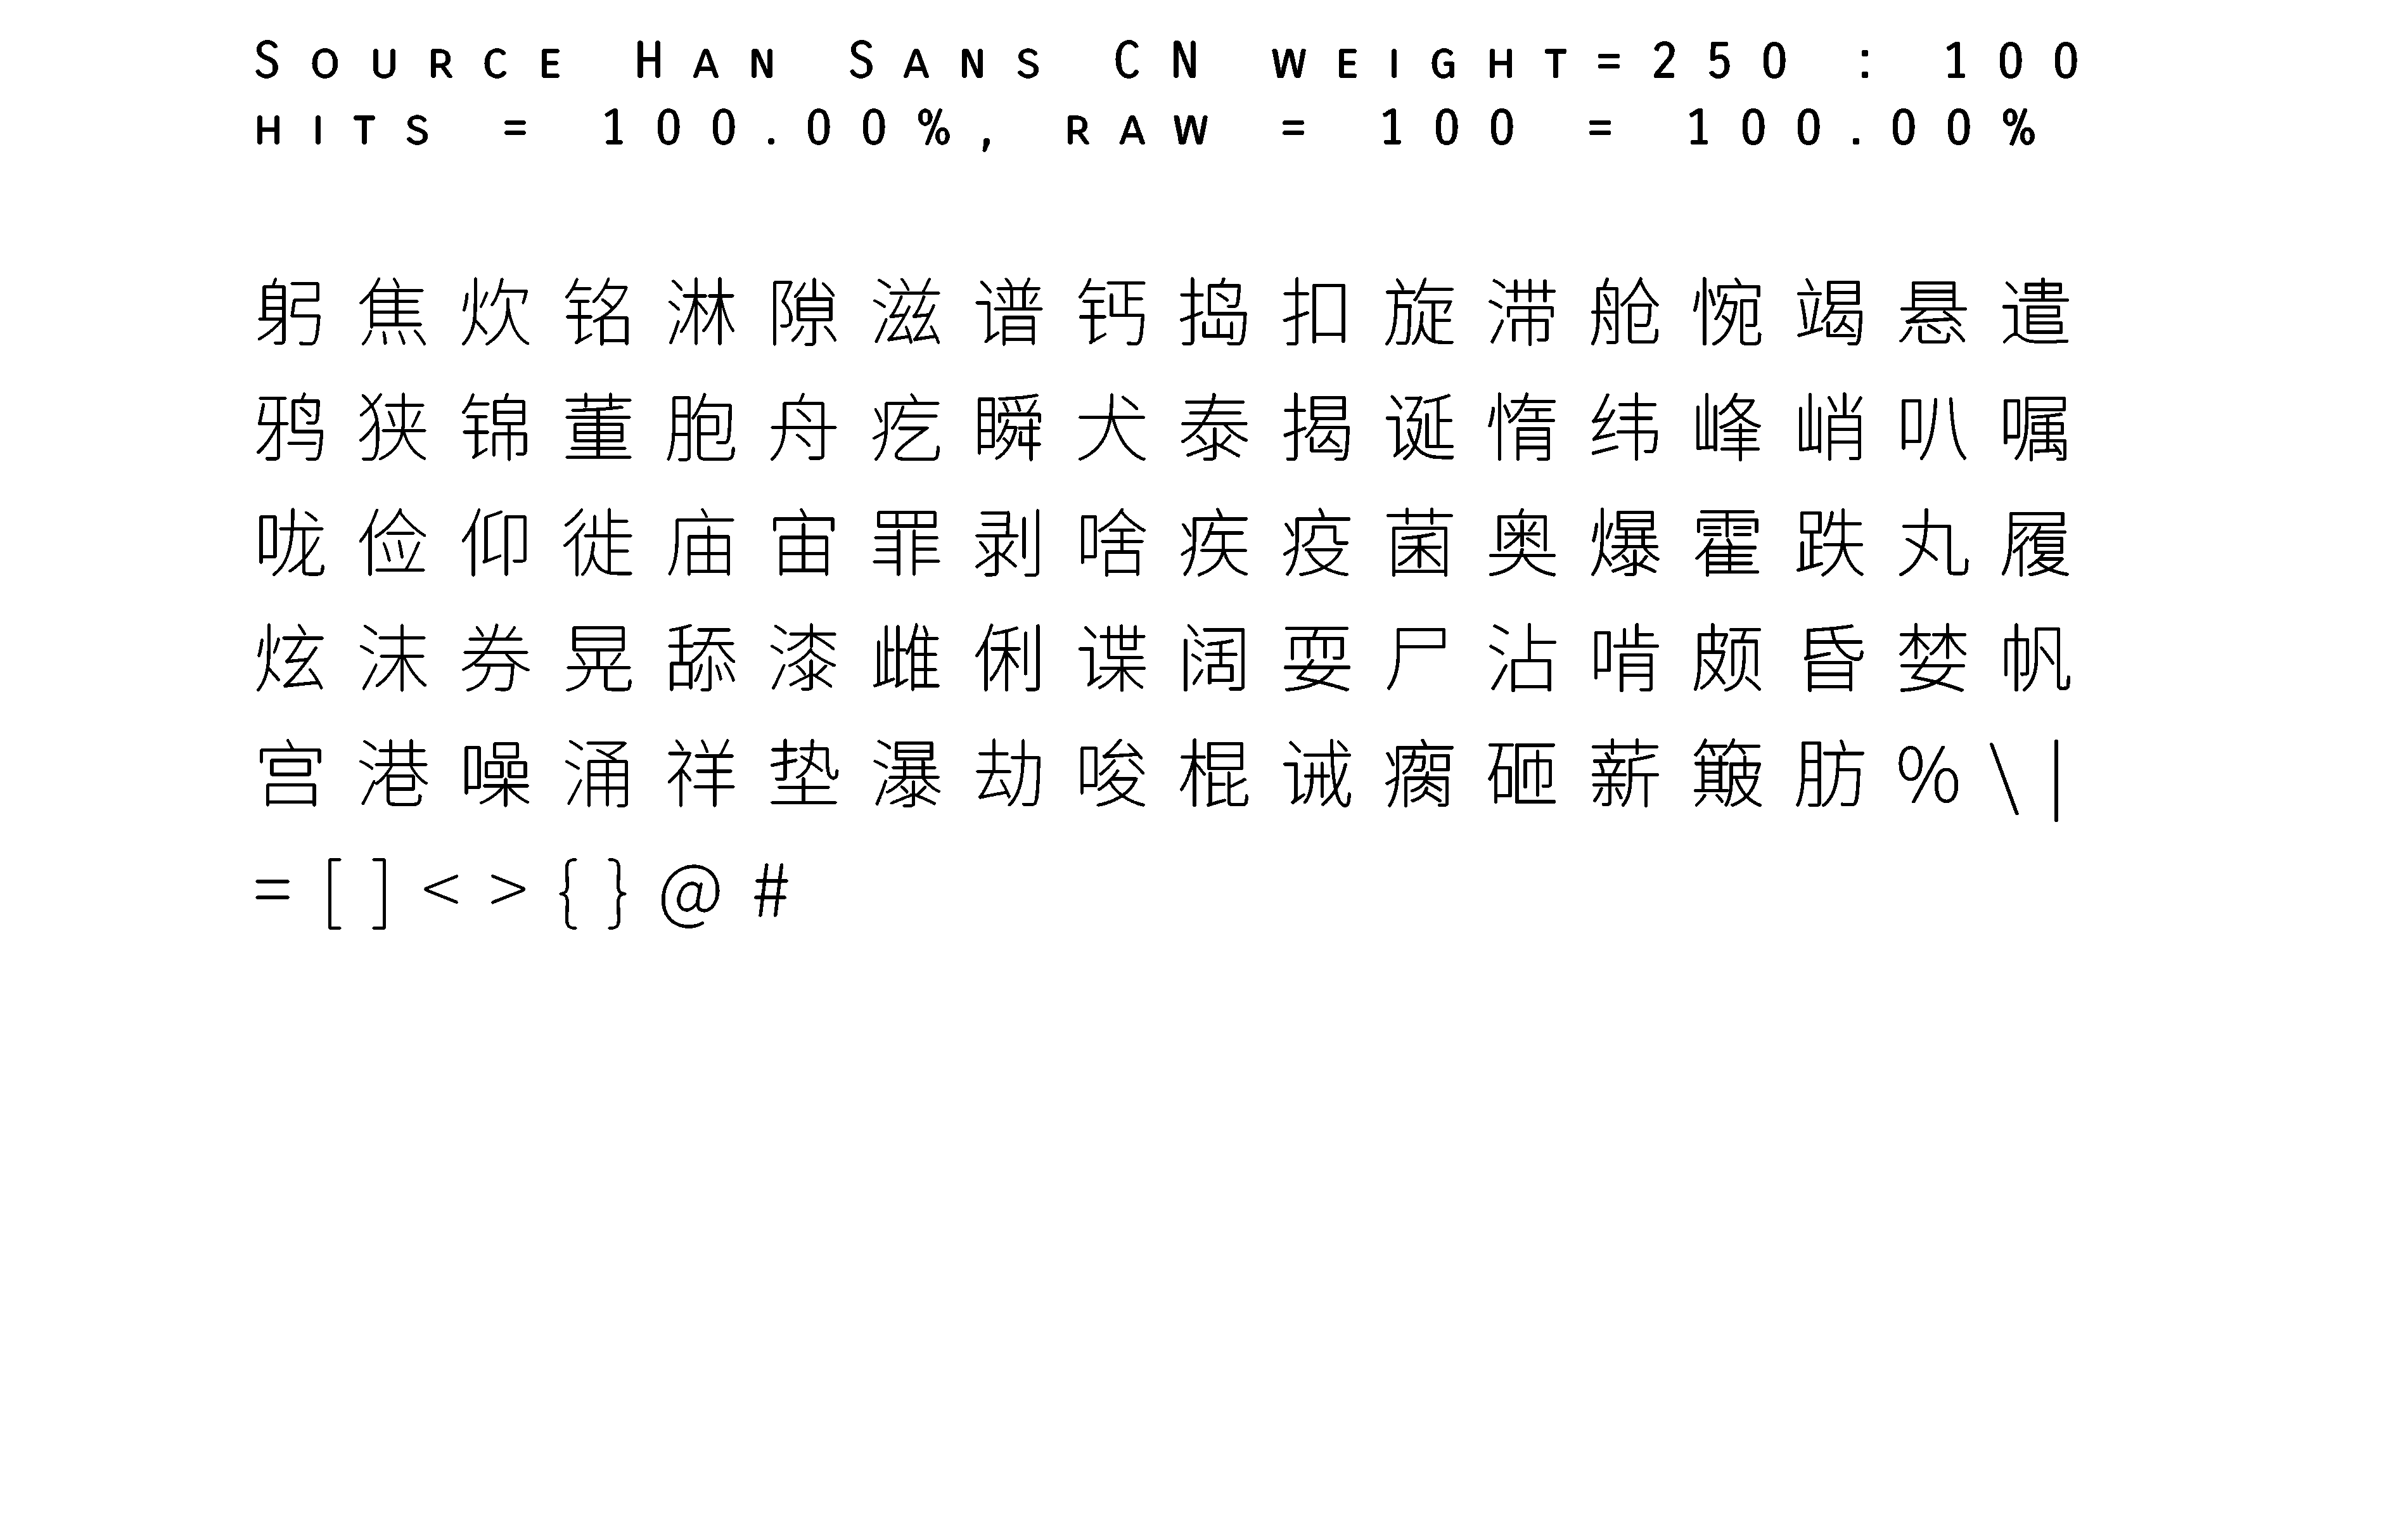 Source Han Sans CN weight=250 : 100
hits = 100.00%, raw = 100 = 100.00%
躬焦炊铭淋隙滋谱钙捣扣旋滞舱惋竭悬遣
鸦狭锦董胞舟疙瞬犬泰揭诞惰纬峰峭叭嘱
咙俭仰徙庙宙罪剥啥疾疫菌奥爆霍跌丸履
炫沫券晃舔漆雌俐谍阔耍尸沾啃颇昏婪帆
宫港噪涌祥垫瀑劫唆棍诫瘸砸薪簸肪%\|
=[]<>{}@#